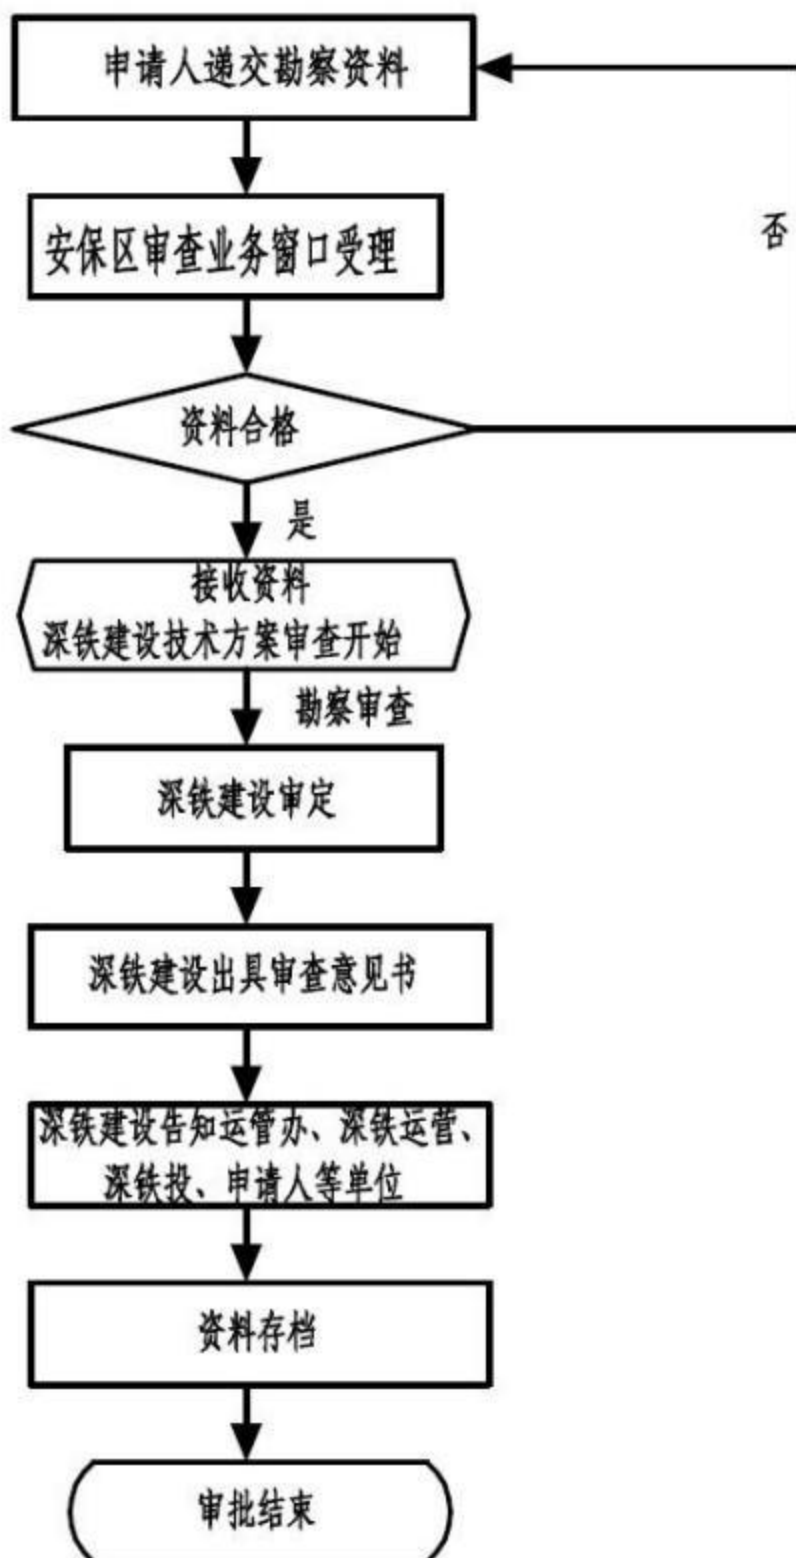 申请人递交勘察资料
安保区审查业务窗口受理
否
资料合格
是
接收资料
深铁建设技术方案审查开始
勘察审查
深铁建设审定
深铁建设出具审查意见书
深铁建设告知运管办、深铁运营、
深铁投、申请人等单位
资料存档
审批结束